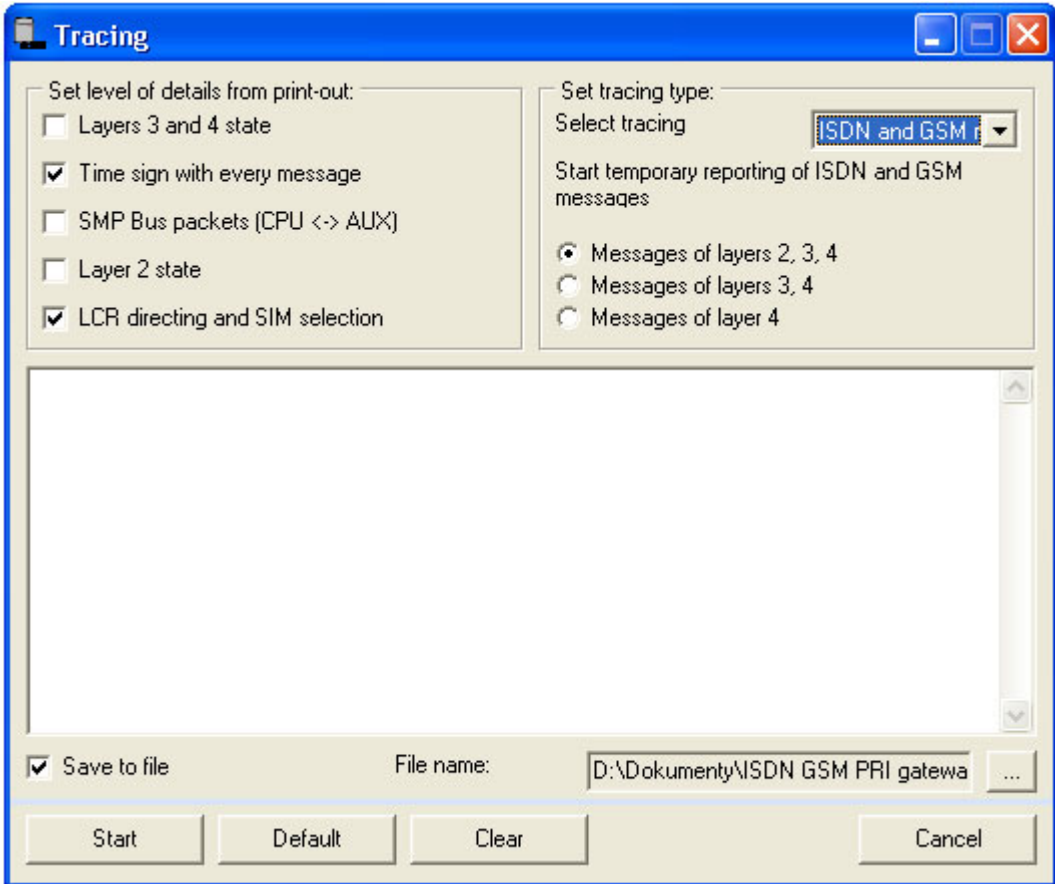 Tracing
Set level of details from print-out:
Layers 3 and 4 state
Time sign with every message
SMP Bus packets (CPU <-> AUX)
Layer 2 state
LCR directing and SIM selection
Set tracing type:
Select tracing
ISDN and GSM
Start temporary reporting of ISDN and GSM
messages
Messages of layers 2, 3, 4
Messages of layers 3, 4
Messages of layer 4
Save to file
File name:
D:\Dokumenty\ISDN GSM PRI gatewa
...
Start
Default
Clear
Cancel